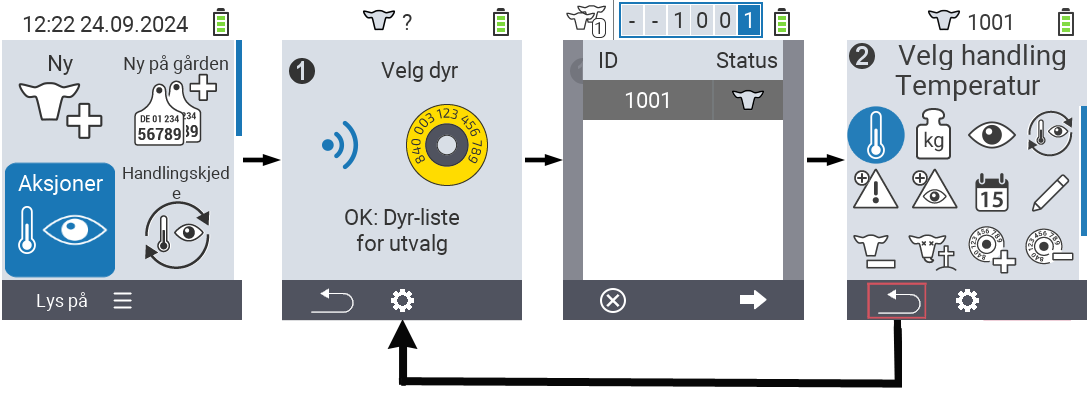 12:22 24.09.2024
Ny
Ny på gården
DE 01 234
56789
39
Aksjoner
Handlingskjed
e
Lys på
?
1
Velg dyr
840 003 123 456 789
OK: Dyr-liste
for utvalg
1
- - 1 0 0 1
ID Status
1001
1001
2 Velg handling
Temperatur
kg
15
840 123 456 789
840 123 456 789